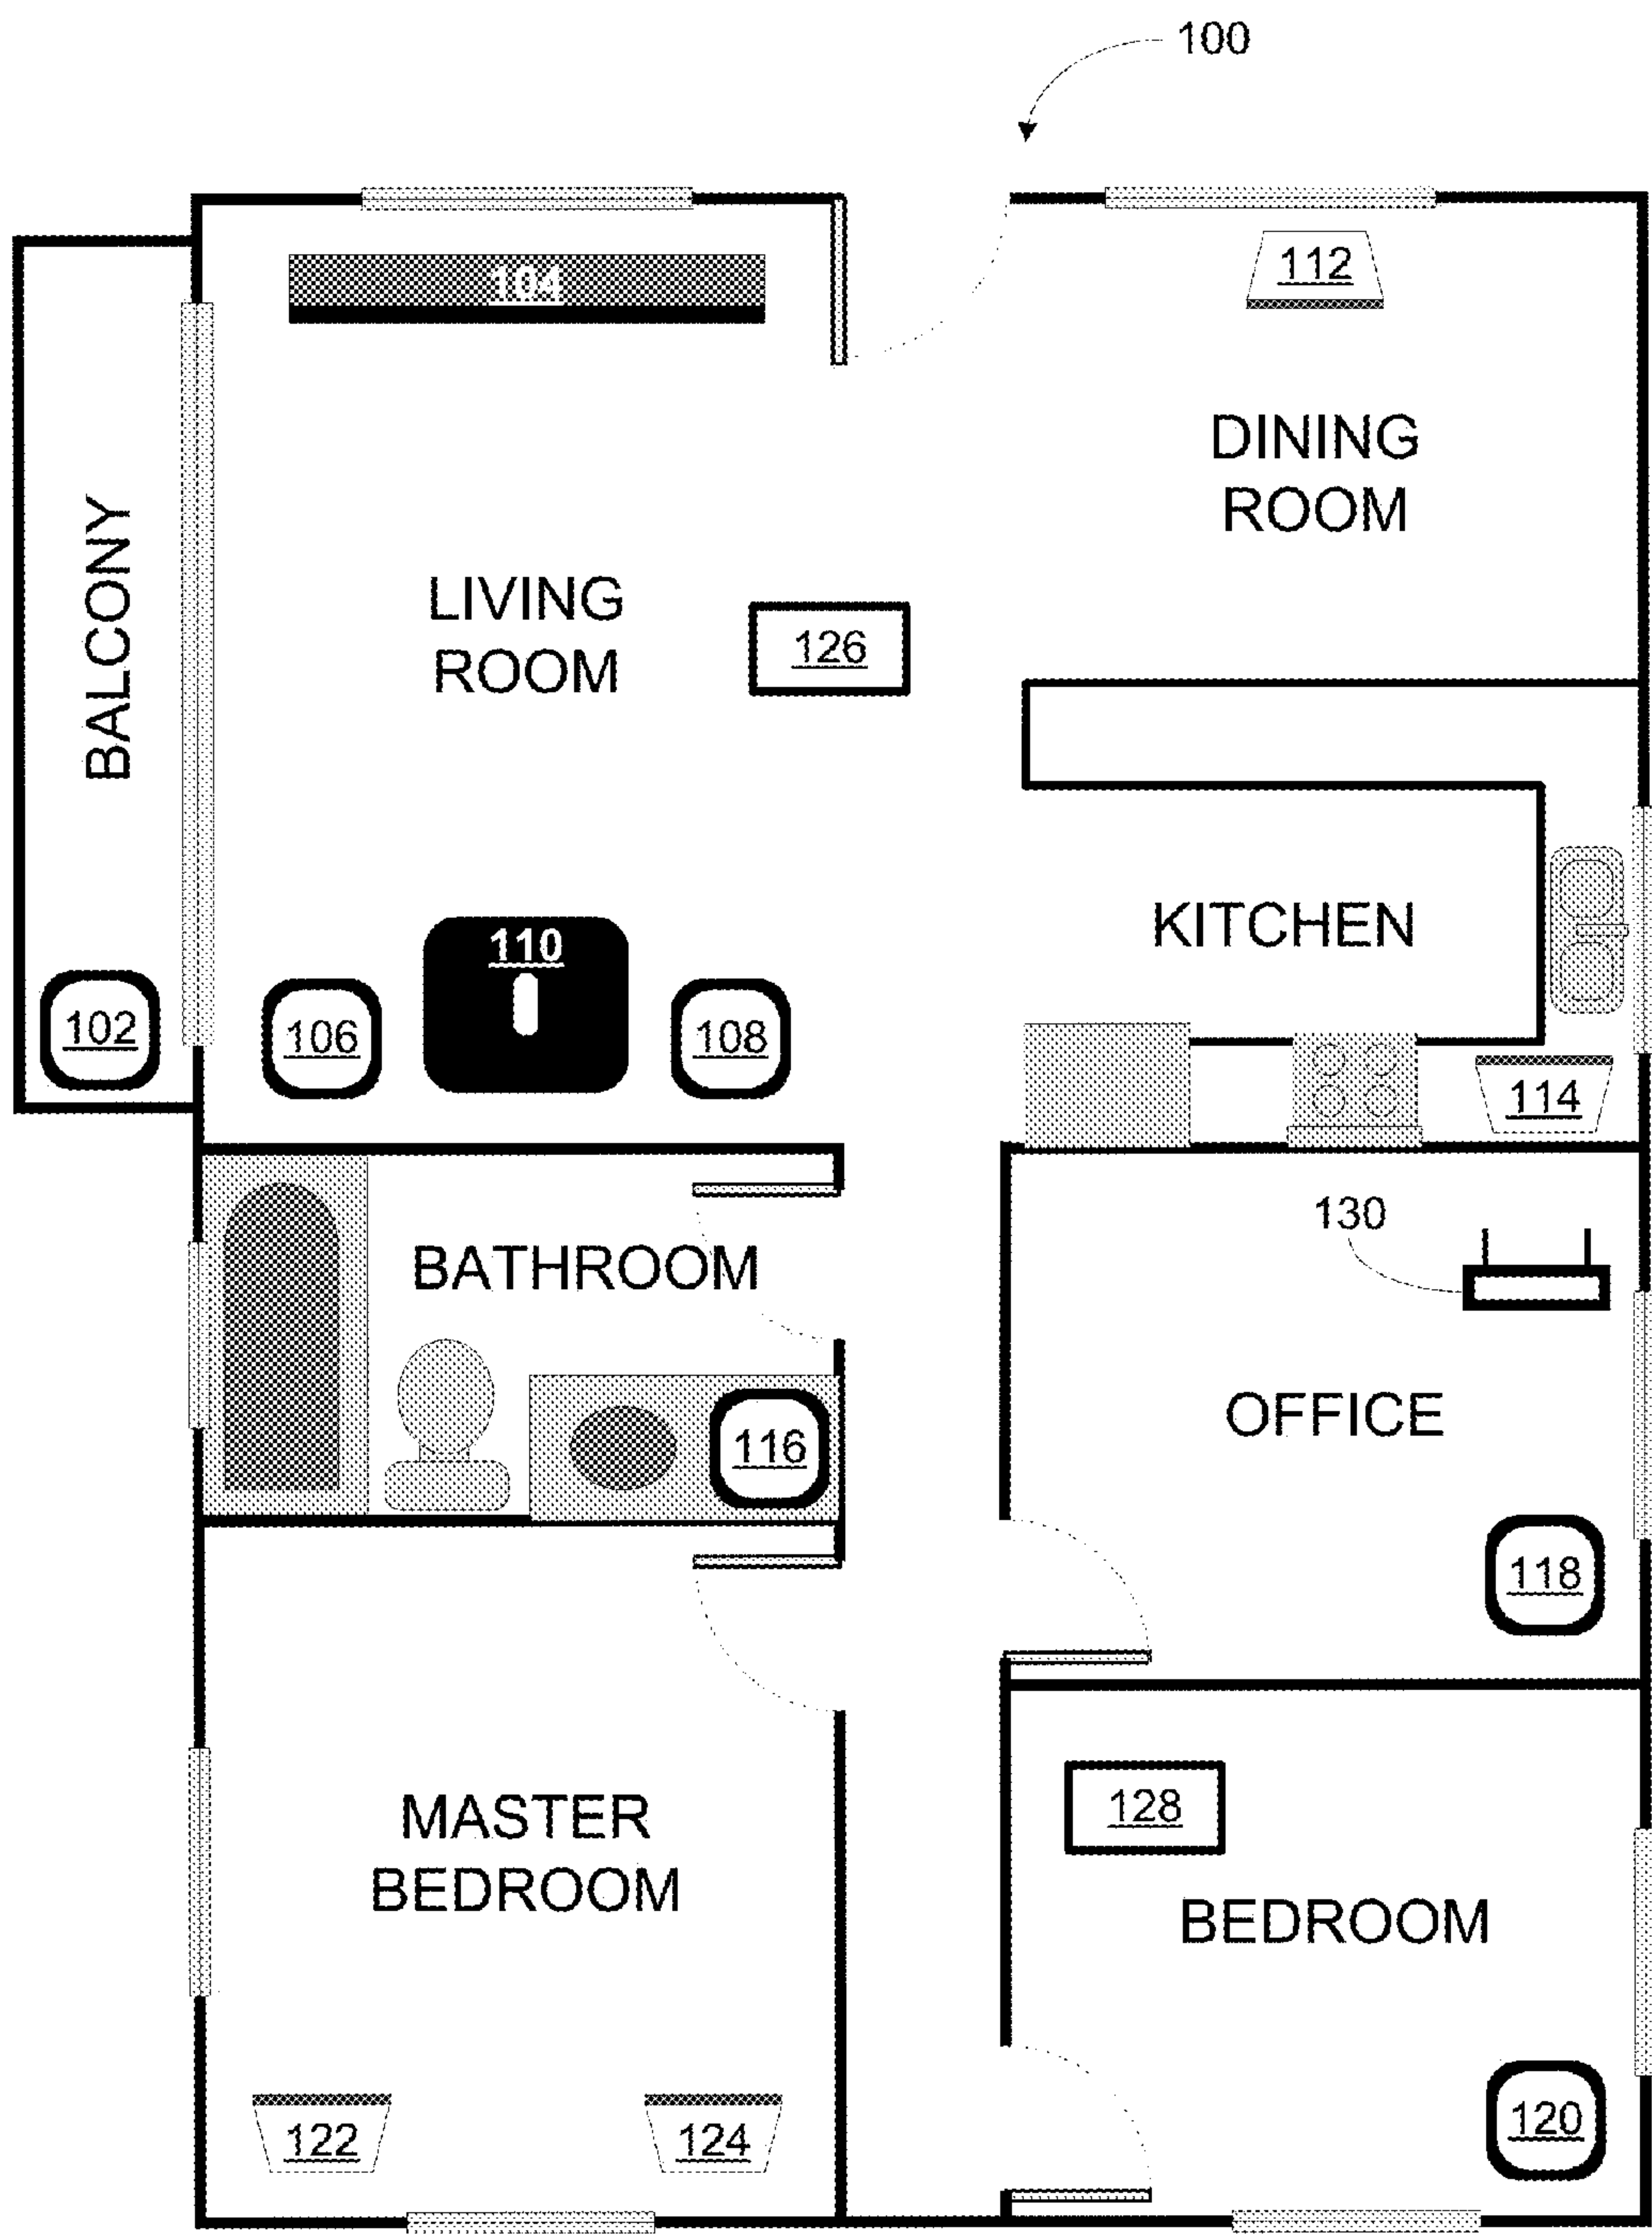 100
104
112
DINING
ROOM
BALCONY
LIVING
ROOM
126
KITCHEN
110
102
106
108
114
130
BATHROOM
OFFICE
116
118
128
MASTER
BEDROOM
BEDROOM
122
124
120